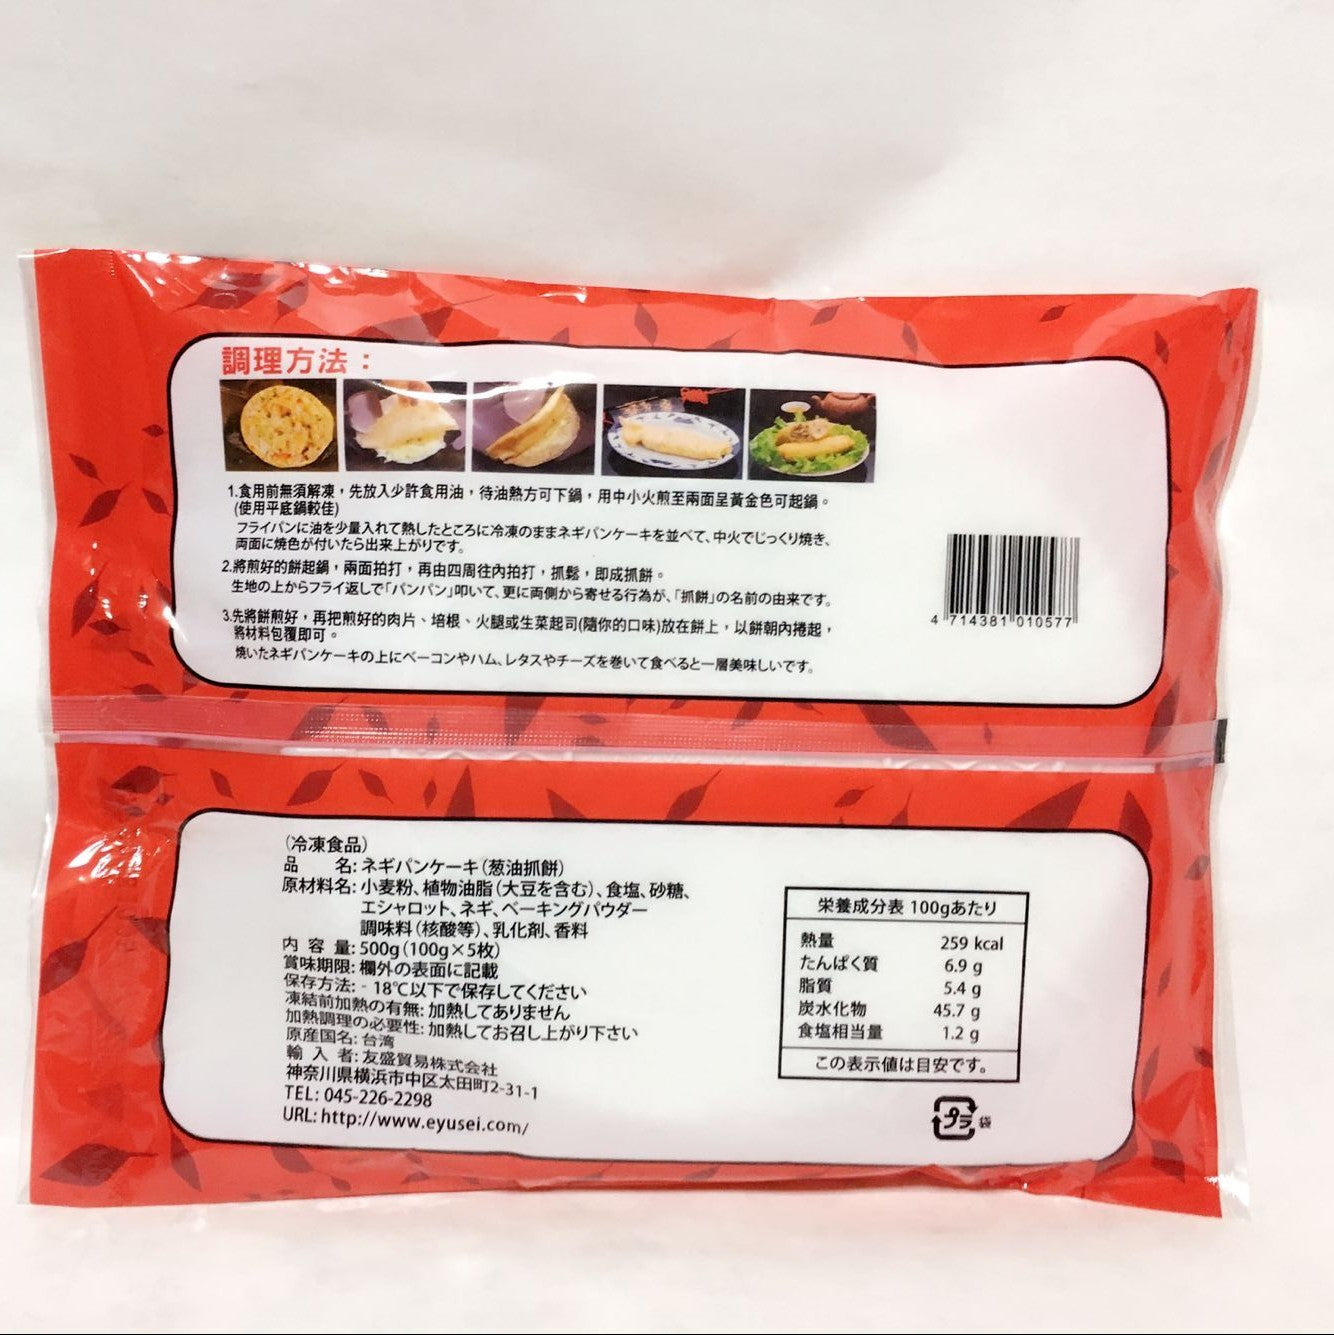 調理方法：
1.食用前無須解凍，先放入少許食用油，待油熱方可下鍋，用中小火煎至兩面呈黃金色可起鍋。
(使用平底鍋較佳)
フライパンに油を少量入れて熱したところに冷凍のままネギパンケーキを並べて、中火でじっくり焼き、
両面に焼色が付いたら出来上がりです。
2.將煎好的餅起鍋，兩面拍打，再由四周往內拍打，抓鬆，即成抓餅。
生地の上からフライ返しで「パンパン」叩いて、更に両側から寄せる行為が、「抓餅」の名前の由来です。
3.先將餅煎好，再把煎好的肉片、培根、火腿或生菜起司(隨你的口味)放在餅上，以餅朝內捲起，
將材料包覆即可。
焼いたネギパンケーキの上にベーコンやハム、レタスやチーズを巻いて食べると一層美味しいです。
4 714381 010577
(冷凍食品)
品 名: ネギパンケーキ(葱油抓餅)
原材料名: 小麦粉、植物油脂(大豆を含む)、食塩、砂糖、
エシャロット、ネギ、ベーキングパウダー
調味料(核酸等)、乳化剤、香料
内 容 量: 500g(100g×5枚)
賞味期限: 欄外の表面に記載
保存方法: - 18℃以下で保存してください
凍結前加熱の有無: 加熱してありません
加熱調理の必要性: 加熱してお召し上がり下さい
原産国名: 台湾
輸 入 者: 友盛貿易株式会社
神奈川県横浜市中区太田町2-31-1
TEL: 045-226-2298
URL: http://www.eyusei.com/
栄養成分表 100gあたり
熱量 259 kcal
たんぱく質 6.9 g
脂質 5.4 g
炭水化物 45.7 g
食塩相当量 1.2 g
この表示値は目安です。
プラ 袋